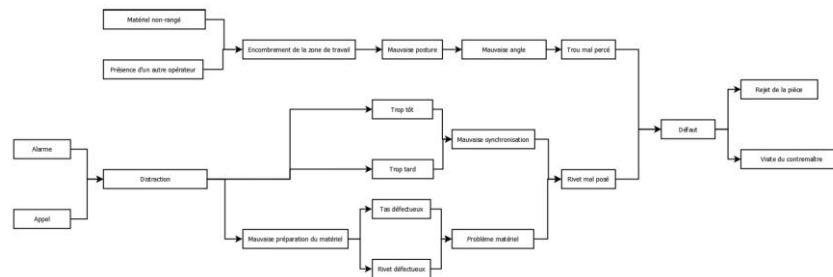 Matériel non-rangé
Présence d'un autre opérateur
Encombrement de la zone de travail
Mauvaise posture
Mauvaise angle
Trou mal percé
Alarme
Appel
Distraction
Trop tôt
Trop tard
Mauvaise synchronisation
Mauvaise préparation du matériel
Tas défectueux
Rivet défectueux
Problème matériel
Rivet mal posé
Défaut
Rejet de la pièce
Visite du contremaître